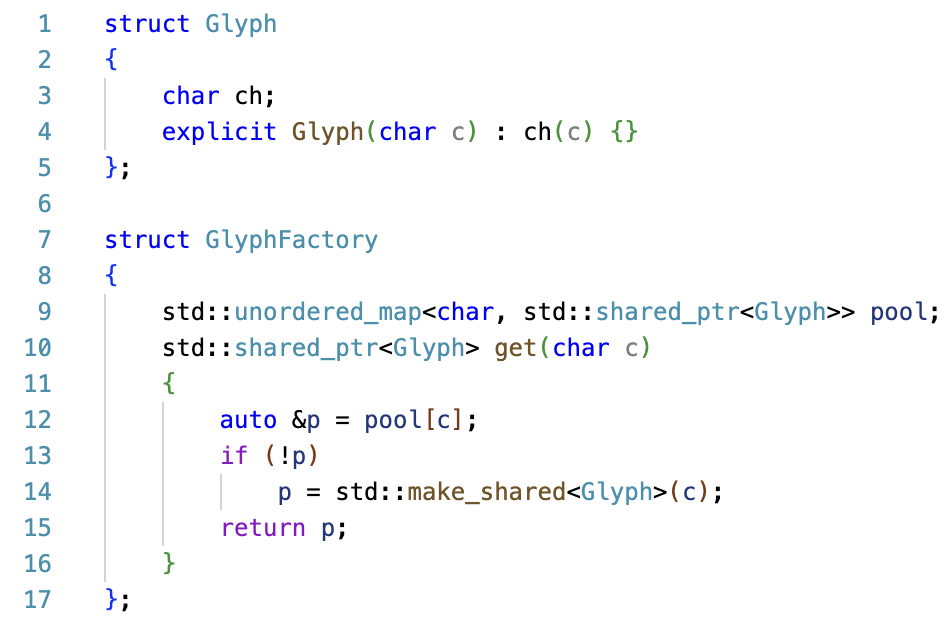 1 struct Glyph
2 {
3     char ch;
4     explicit Glyph(char c) : ch(c) {}
5 };
6
7 struct GlyphFactory
8 {
9     std::unordered_map<char, std::shared_ptr<Glyph>> pool;
10     std::shared_ptr<Glyph> get(char c)
11     {
12         auto &p = pool[c];
13         if (!p)
14             p = std::make_shared<Glyph>(c);
15         return p;
16     }
17 };